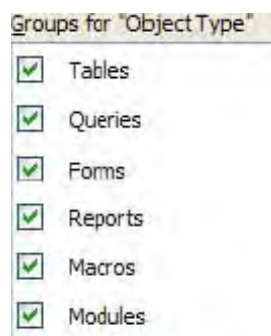 Groups for "Object Type"
Tables
Queries
Forms
Reports
Macros
Modules